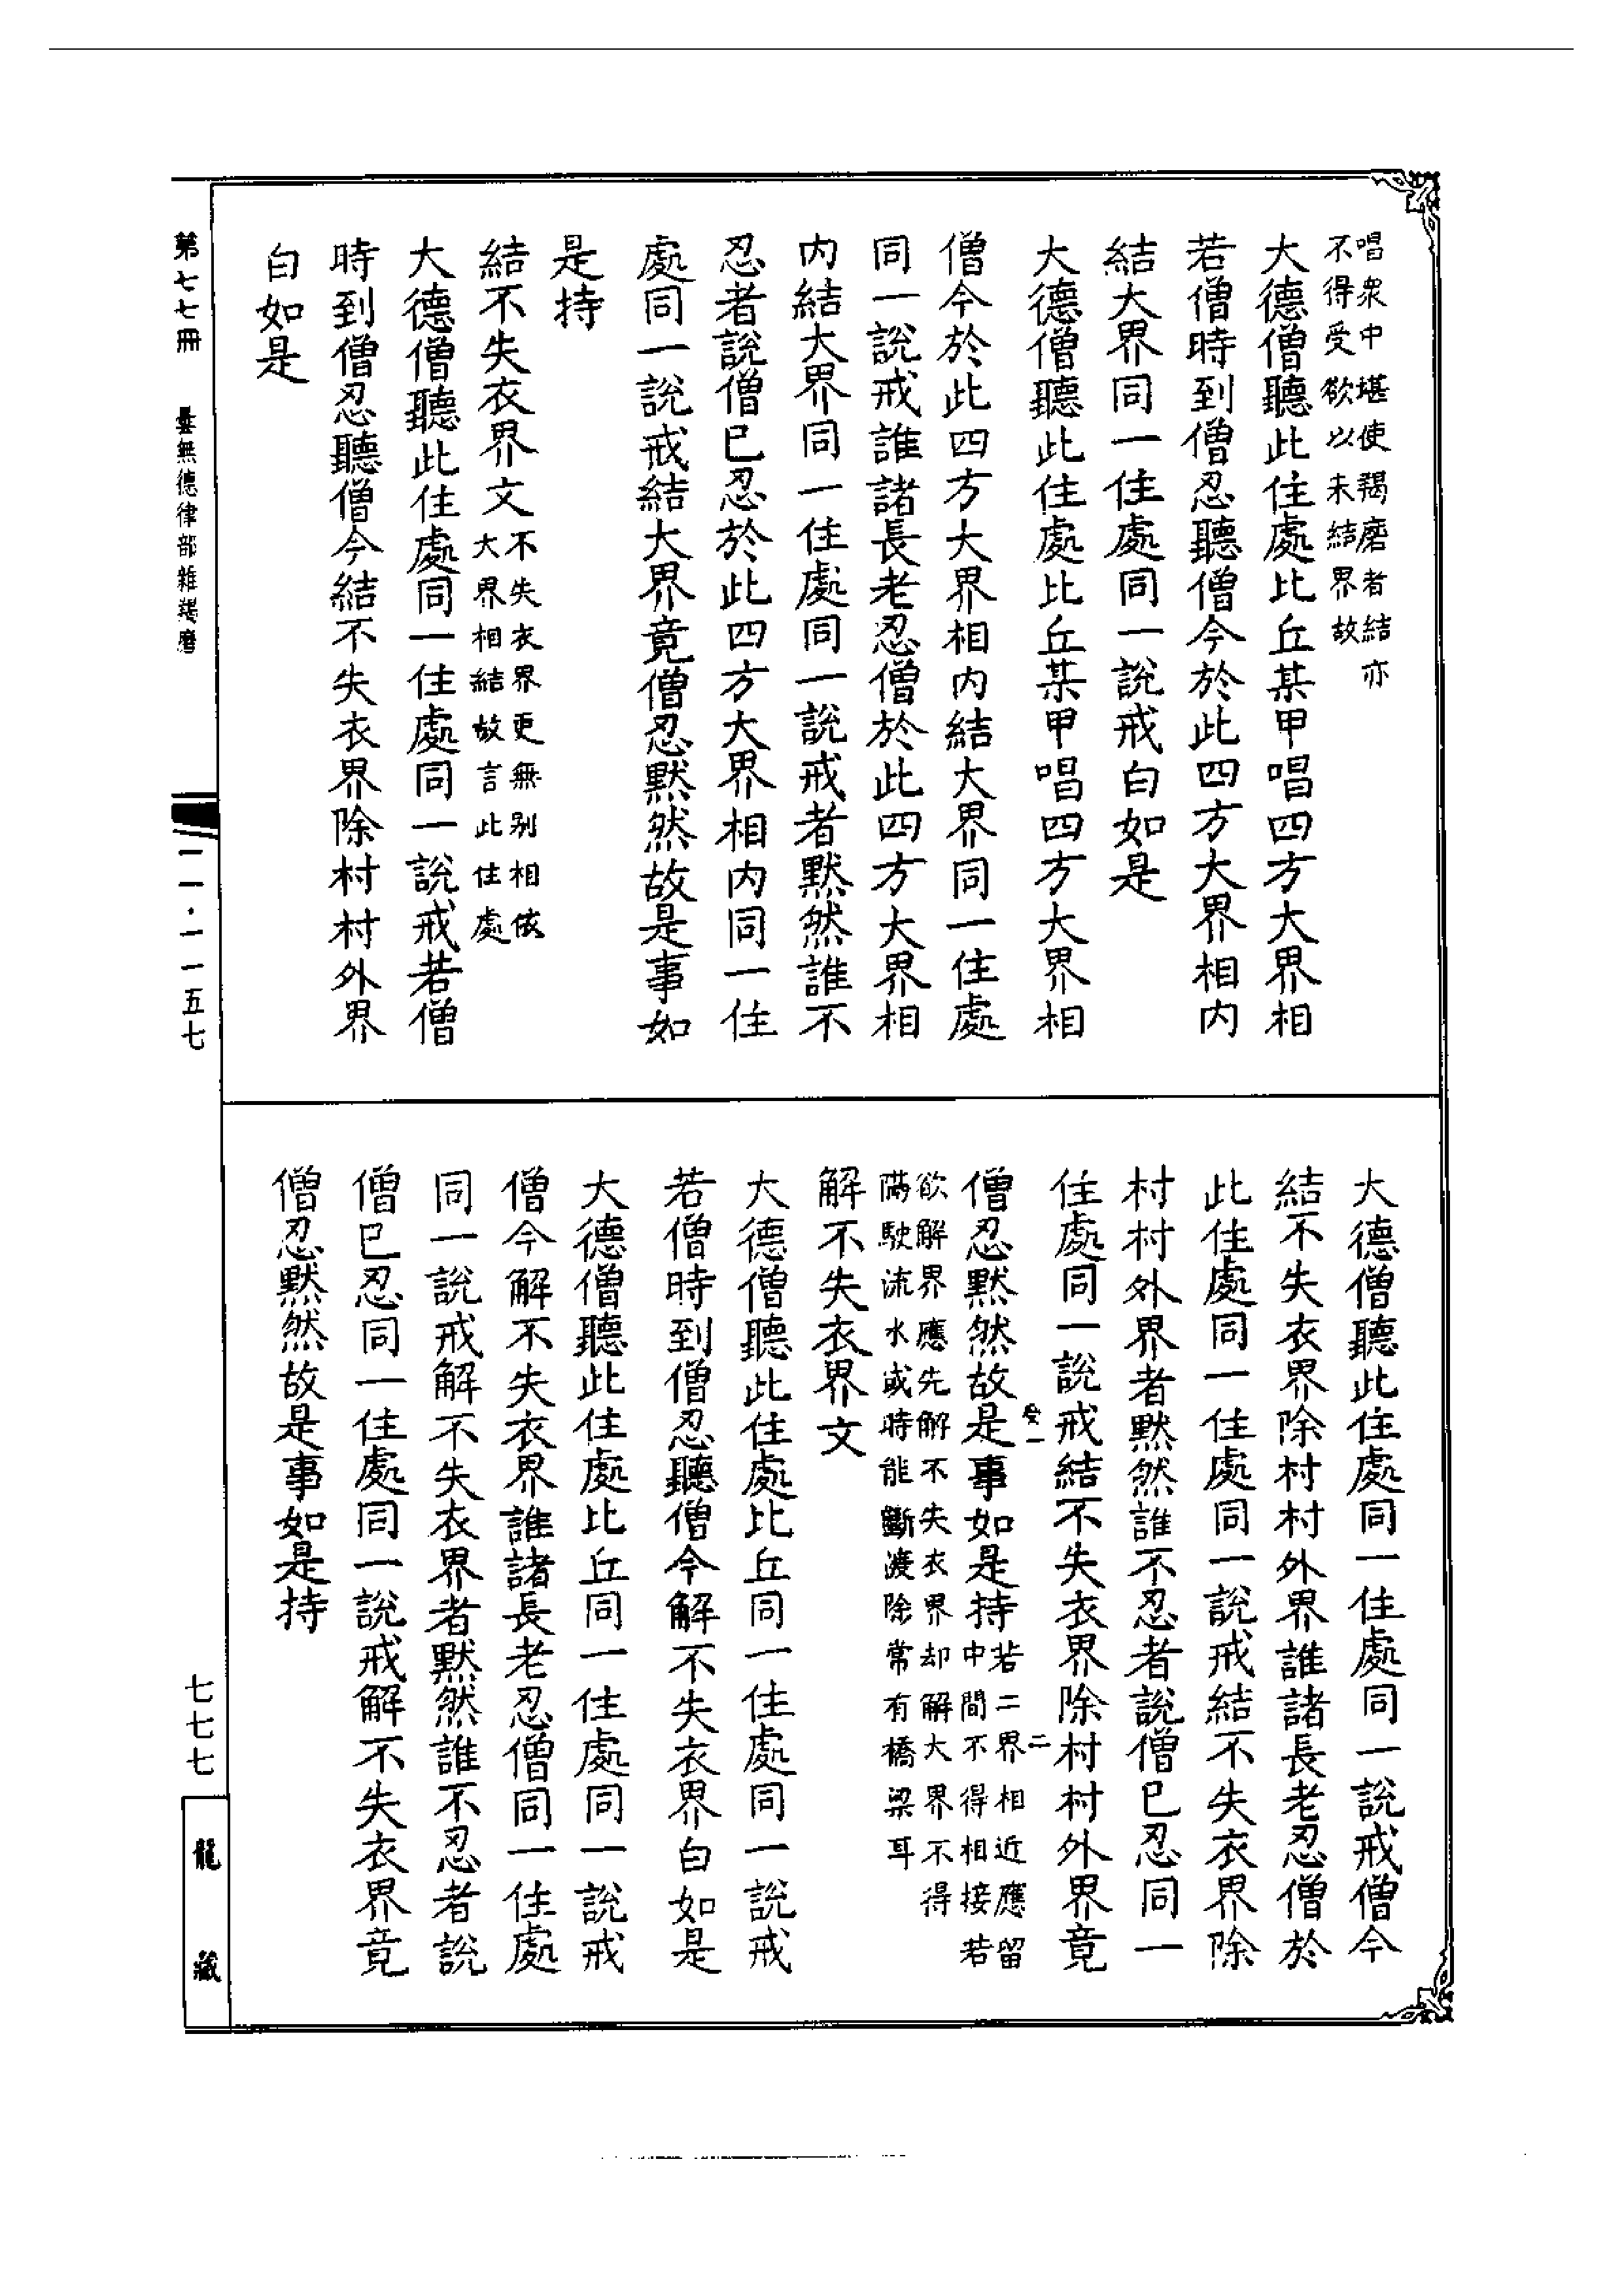 唱衆中堪使羯磨者結亦
不得受欲以未結界故
大德僧聽此住處比丘某甲唱四方大界相
若僧時到僧忍聽僧今於此四方大界相内
結大界同一住處同一說戒白如是
大德僧聽此住處比丘某甲唱四方大界相
僧今於此四方大界相内結大界同一住處
同一說戒誰諸長老忍僧於此四方大界相
内結大界同一住處同一說戒者默然誰不
忍者說僧已忍於此四方大界相内同一住
處同一說戒結大界竟僧忍默然故是事如
是持
結不失衣界文不失衣界更無别相依
大界相結故言此住處
大德僧聽此住處同一住處同一說戒若僧
時到僧忍聽僧今結不失衣界除村村外界
白如是
大德僧聽此住處同一住處同一說戒僧今
結不失衣界除村村外界誰諸長老忍僧於
此住處同一住處同一說戒結不失衣界除
村村外界者默然誰不忍者說僧已忍同一
住處同一說戒結不失衣界除村村外界竟
二
僧忍默然故是事如是持若二界相近應留
中間不得相接若
欲解界應先解不失衣界却解大界不得
隔駛流水或時能斷渡除常有橋梁耳
解不失衣界文
大德僧聽此住處比丘同一住處同一說戒
若僧時到僧忍聽僧今解不失衣界白如是
大德僧聽此住處比丘同一住處同一說戒
僧今解不失衣界誰諸長老忍僧同一住處
同一說戒解不失衣界者默然誰不忍者說
僧已忍同一住處同一說戒解不失衣界竟
僧忍默然故是事如是持
第七七冊 曇無德律部雜羯磨
一一·一一五七
七七七
龍藏